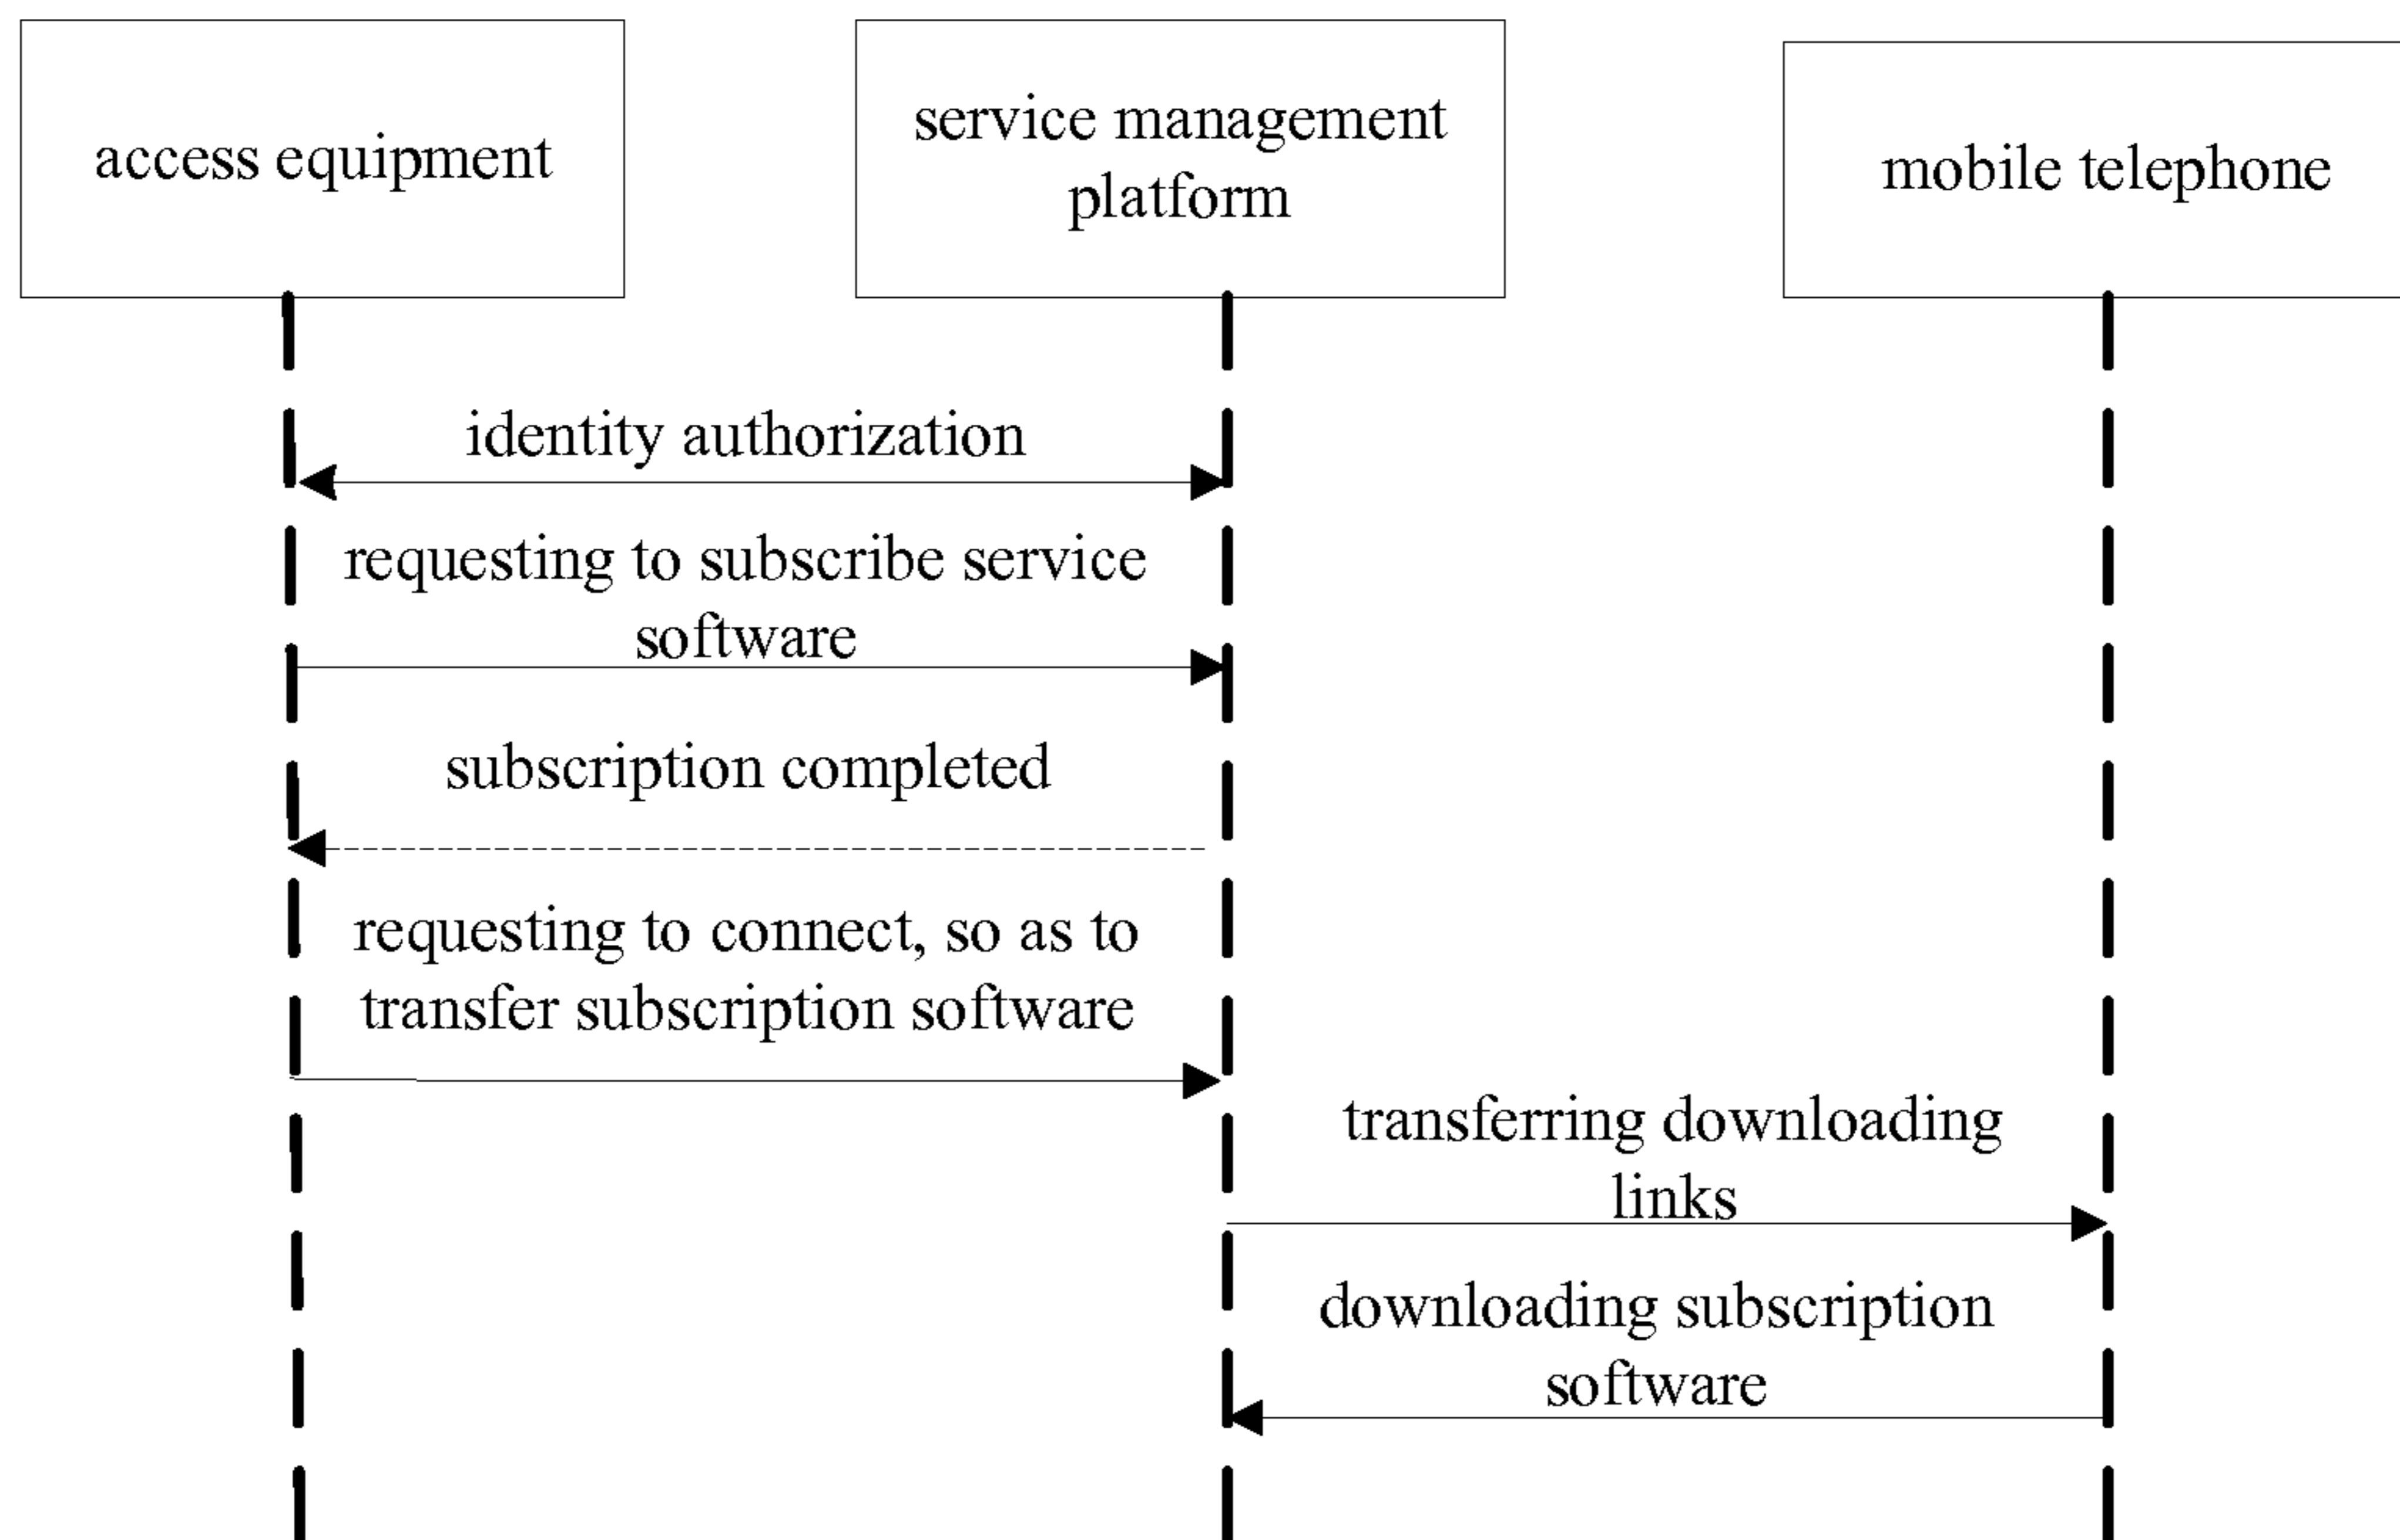 access equipment
service management
platform
mobile telephone
identity authorization
requesting to subscribe service
software
subscription completed
requesting to connect, so as to
transfer subscription software
transferring downloading
links
downloading subscription
software